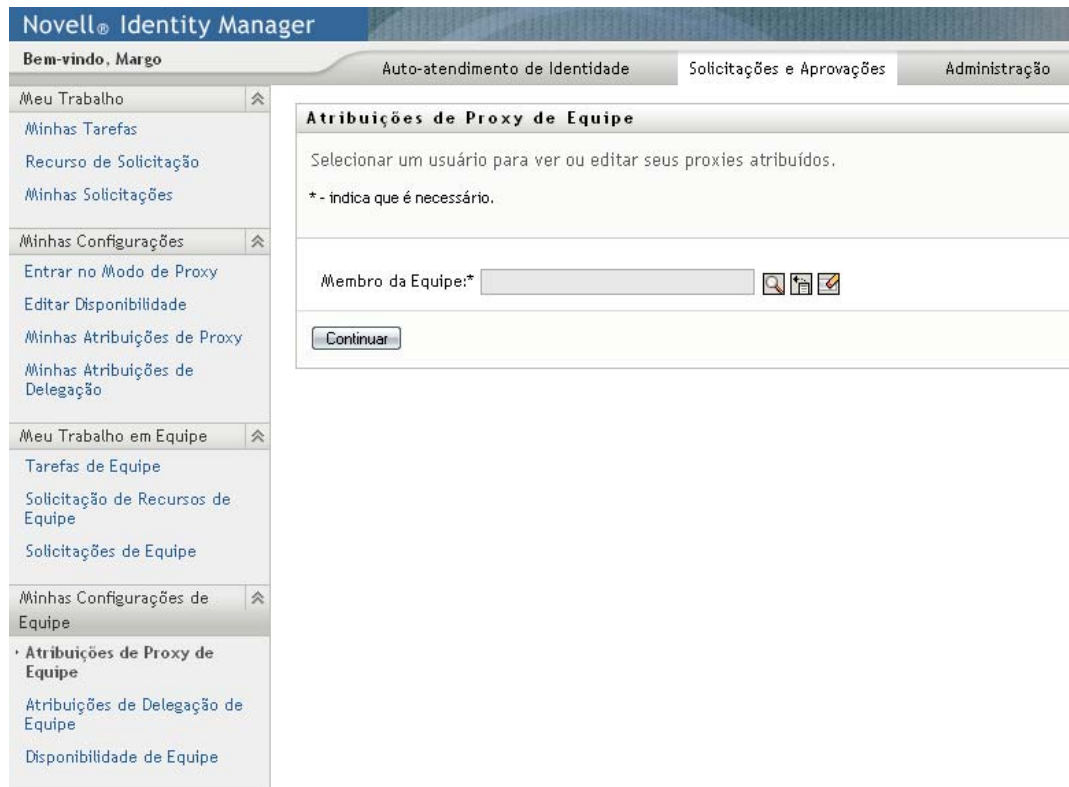 Novell® Identity Manager
Bem-vindo, Margo
Auto-atendimento de Identidade
Solicitações e Aprovações
Administração
Meu Trabalho
Minhas Tarefas
Recurso de Solicitação
Minhas Solicitações
Minhas Configurações
Entrar no Modo de Proxy
Editar Disponibilidade
Minhas Atribuições de Proxy
Minhas Atribuições de
Delegação
Meu Trabalho em Equipe
Tarefas de Equipe
Solicitação de Recursos de
Equipe
Solicitações de Equipe
Minhas Configurações de
Equipe
Atribuições de Proxy de
Equipe
Atribuições de Delegação de
Equipe
Disponibilidade de Equipe
Atribuições de Proxy de Equipe
Selecionar um usuário para ver ou editar seus proxies atribuídos.
* - indica que é necessário.
Membro da Equipe:*
Continuar